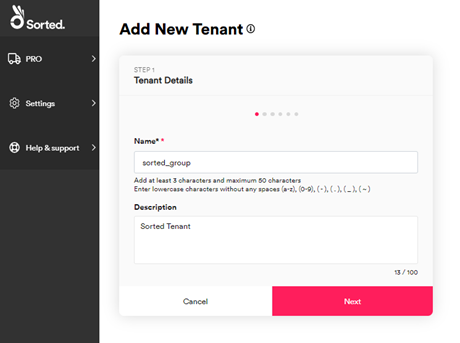 Sorted.
PRO
Settings
Help & support
Add New Tenant
STEP 1
Tenant Details
Name* *
sorted_group
Add at least 3 characters and maximum 50 characters
Enter lowercase characters without any spaces (a-z), (0-9), (-), (.), (_), (~)
Description
Sorted Tenant
13 / 100
Cancel
Next